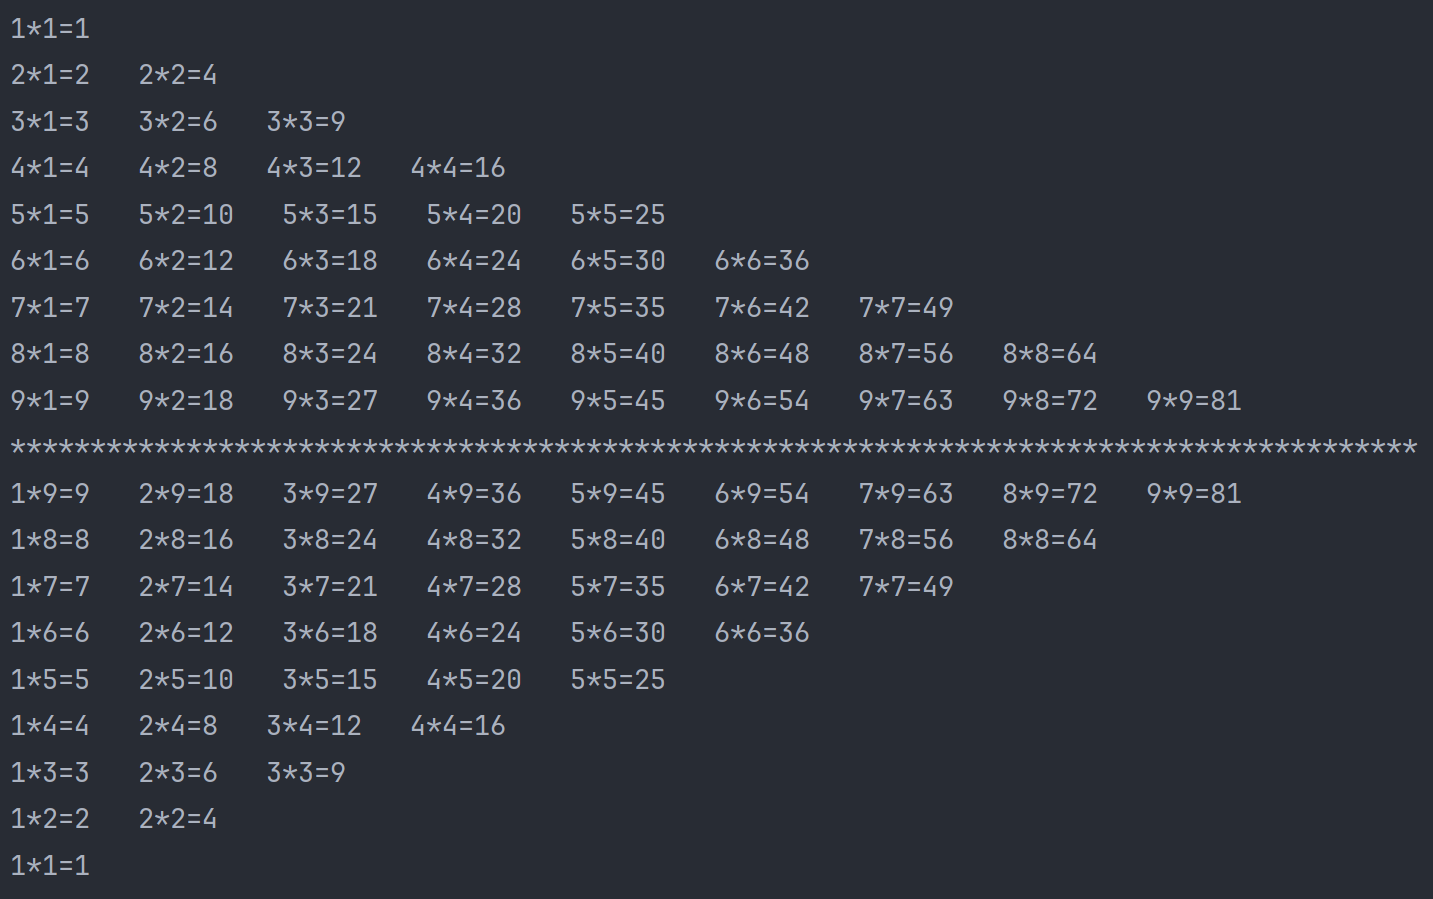 1*1=1
2*1=2   2*2=4
3*1=3   3*2=6   3*3=9
4*1=4   4*2=8   4*3=12   4*4=16
5*1=5   5*2=10   5*3=15   5*4=20   5*5=25
6*1=6   6*2=12   6*3=18   6*4=24   6*5=30   6*6=36
7*1=7   7*2=14   7*3=21   7*4=28   7*5=35   7*6=42   7*7=49
8*1=8   8*2=16   8*3=24   8*4=32   8*5=40   8*6=48   8*7=56   8*8=64
9*1=9   9*2=18   9*3=27   9*4=36   9*5=45   9*6=54   9*7=63   9*8=72   9*9=81
****************************************************************************************
1*9=9   2*9=18   3*9=27   4*9=36   5*9=45   6*9=54   7*9=63   8*9=72   9*9=81
1*8=8   2*8=16   3*8=24   4*8=32   5*8=40   6*8=48   7*8=56   8*8=64
1*7=7   2*7=14   3*7=21   4*7=28   5*7=35   6*7=42   7*7=49
1*6=6   2*6=12   3*6=18   4*6=24   5*6=30   6*6=36
1*5=5   2*5=10   3*5=15   4*5=20   5*5=25
1*4=4   2*4=8   3*4=12   4*4=16
1*3=3   2*3=6   3*3=9
1*2=2   2*2=4
1*1=1